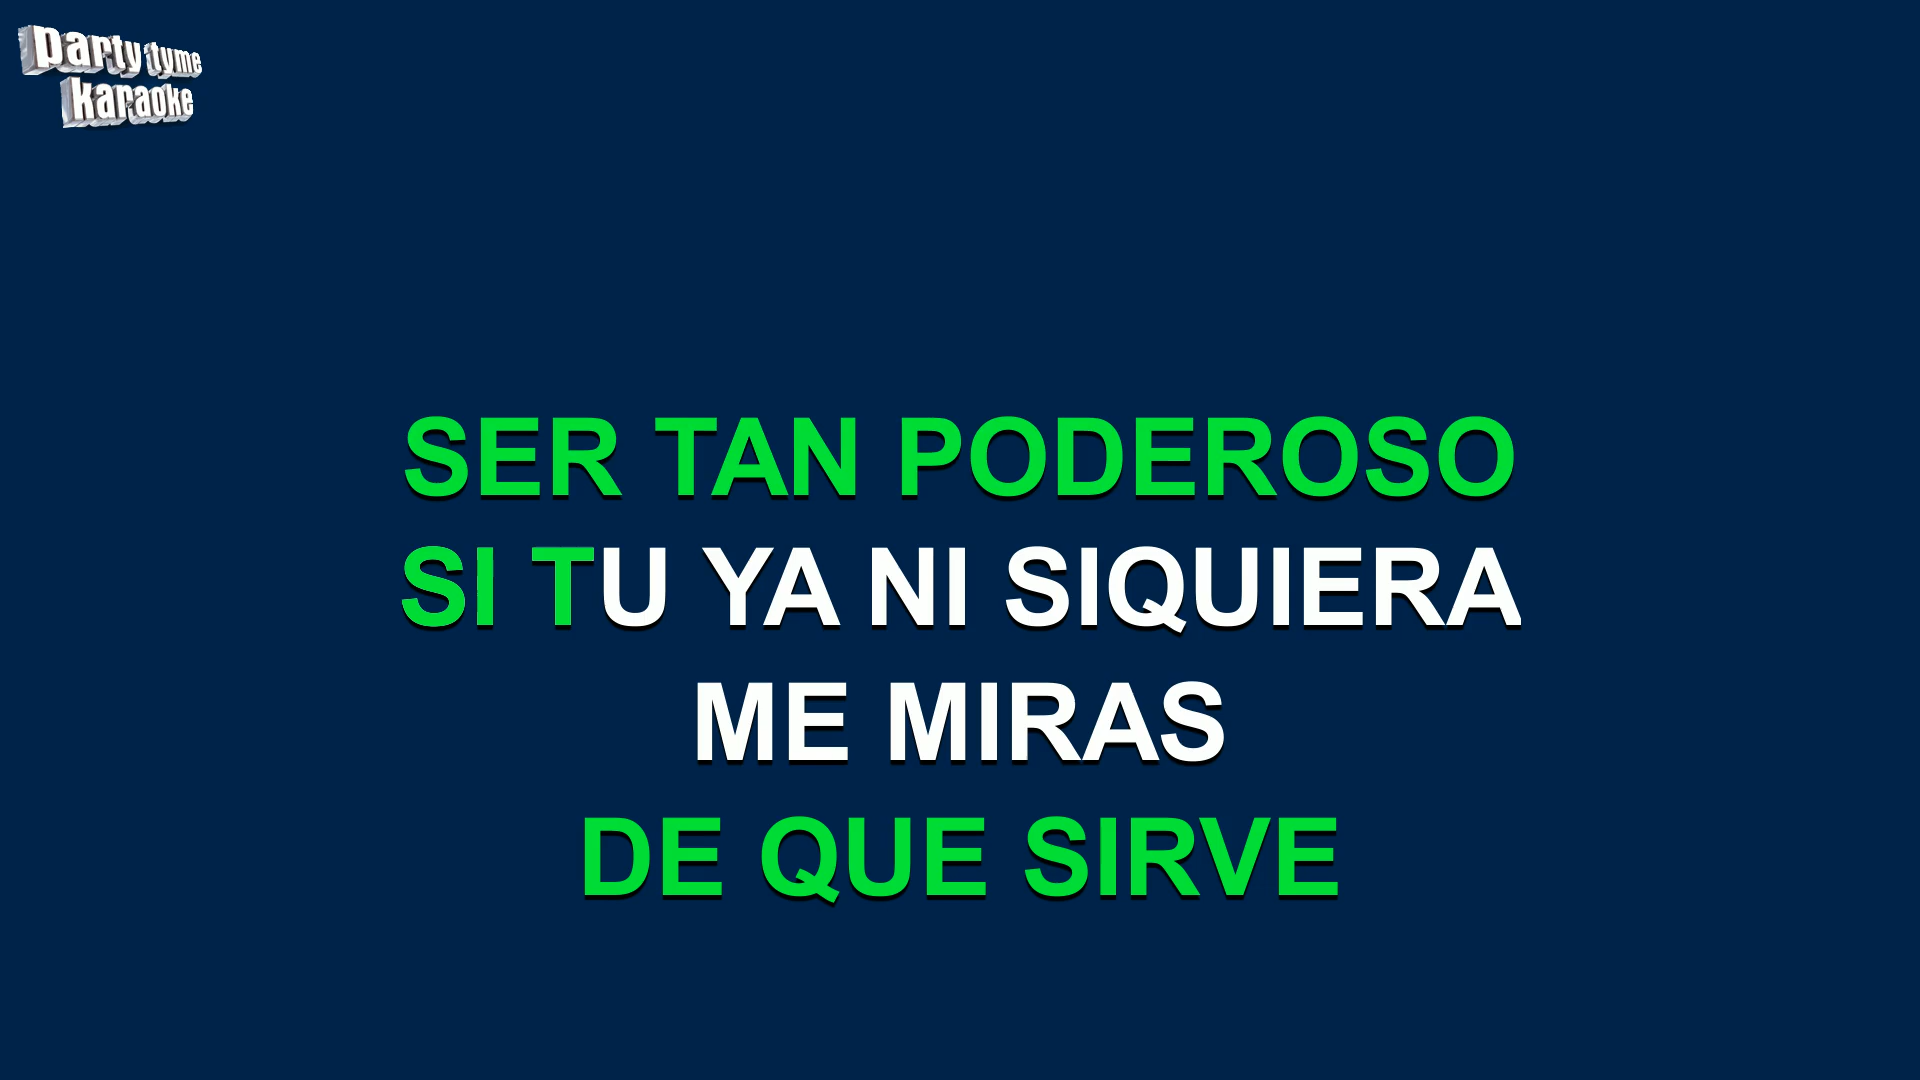 party tyme
karaoke
SER TAN PODEROSO
SI TU YA NI SIQUIERA
ME MIRAS
DE QUE SIRVE